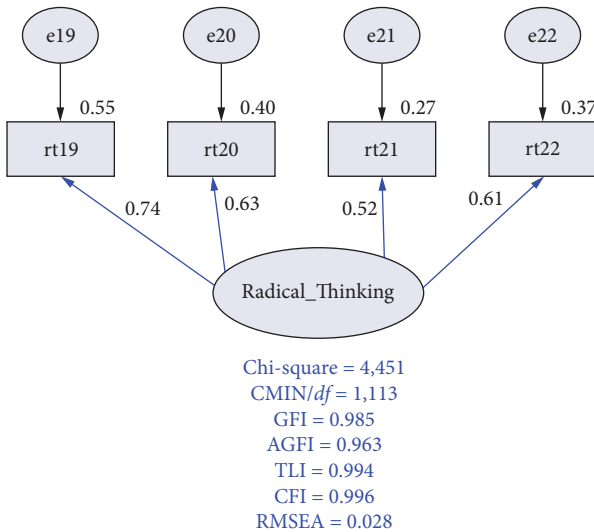 e19 e20 e21 e22
0.55 0.40 0.27 0.37
rt19 rt20 rt21 rt22
0.74 0.63 0.52 0.61
Radical_Thinking
Chi-square = 4,451
CMIN/df = 1,113
GFI = 0.985
AGFI = 0.963
TLI = 0.994
CFI = 0.996
RMSEA = 0.028